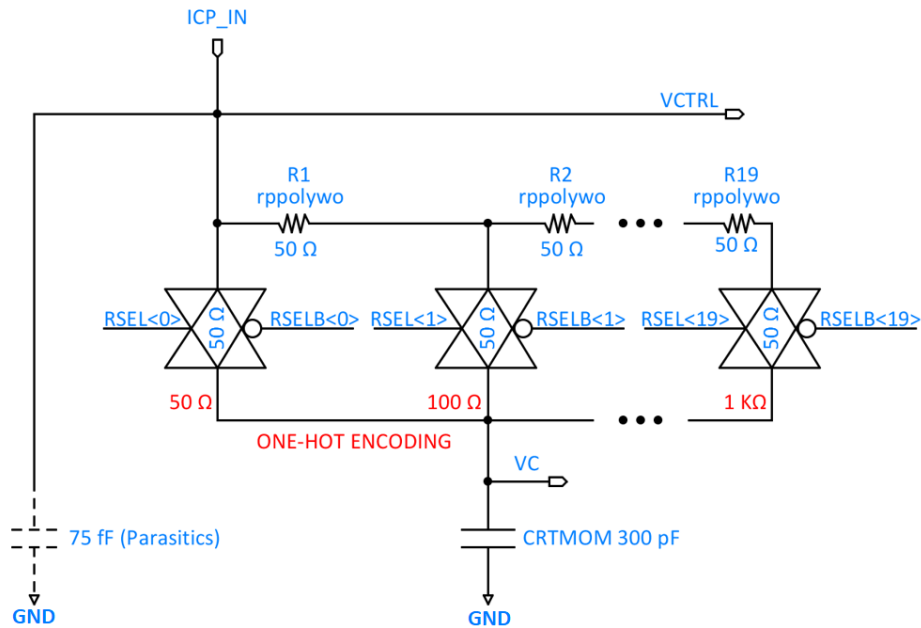 ICP_IN
VCTRL
R1
rppolywo
50 Ω
R2
rppolywo
50 Ω
R19
rppolywo
50 Ω
RSEL<0>
50 Ω
RSELB<0>
RSEL<1>
50 Ω
RSELB<1>
RSEL<19>
50 Ω
RSELB<19>
50 Ω
100 Ω
1 KΩ
ONE-HOT ENCODING
VC
75 fF (Parasitics)
CRTMOM 300 pF
GND
GND